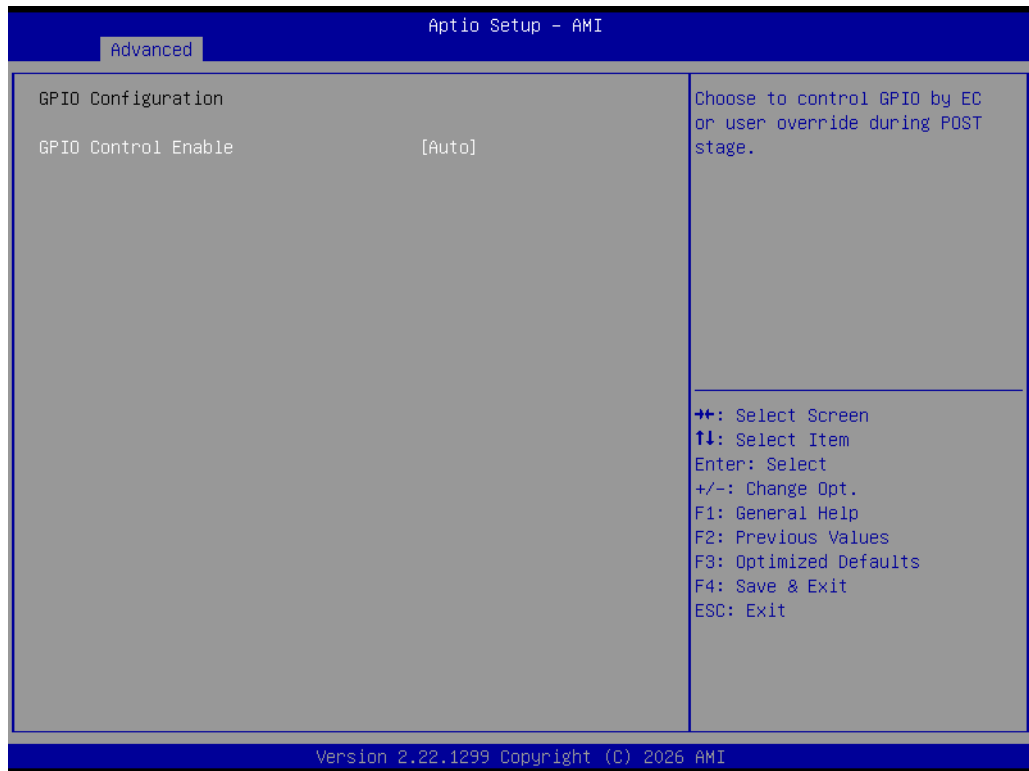 Aptio Setup – AMI
Advanced
GPIO Configuration
GPIO Control Enable [Auto]
Choose to control GPIO by EC
or user override during POST
stage.
→←: Select Screen
↑↓: Select Item
Enter: Select
+/-: Change Opt.
F1: General Help
F2: Previous Values
F3: Optimized Defaults
F4: Save & Exit
ESC: Exit
Version 2.22.1299 Copyright (C) 2026 AMI